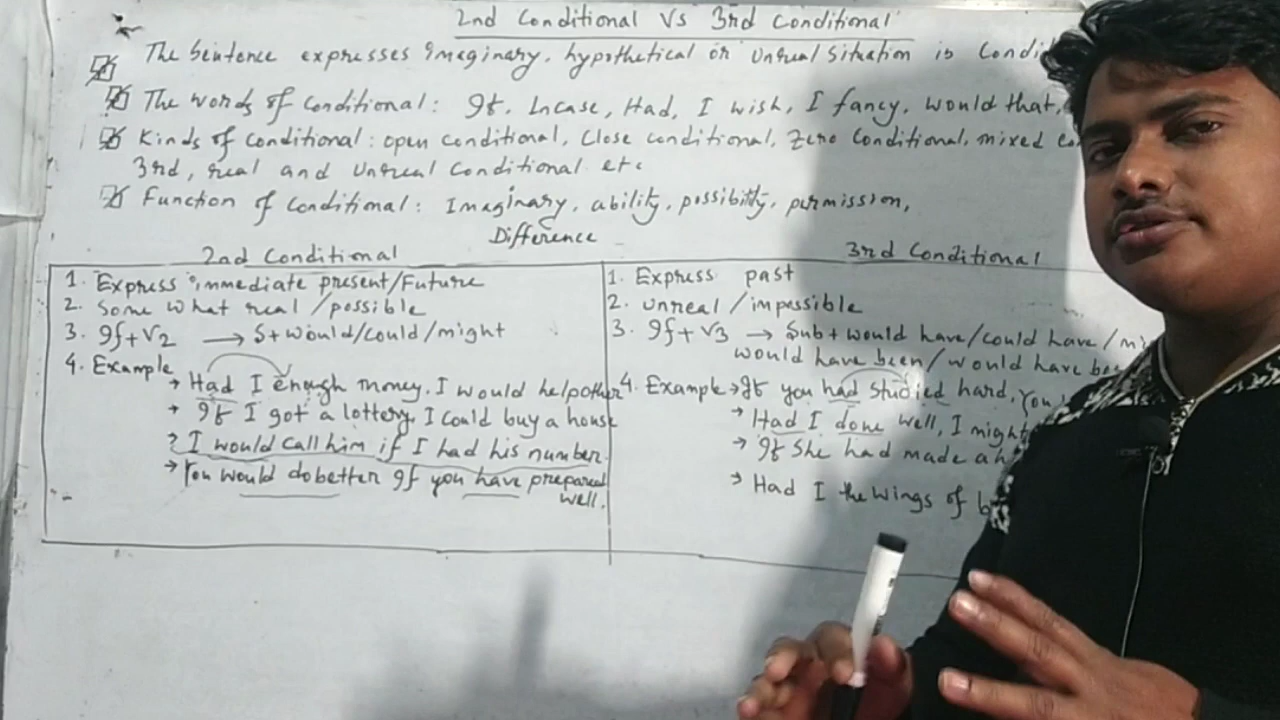 2nd Conditional Vs 3rd Conditional
The Sentence expresses Imaginary, hypothetical or Unreal Situation is Condi
The words of Conditional: If, Incase, Had, I wish, I fancy, would that,
Kinds of Conditional: open conditional, Close conditional, Zero Conditional, mixed
3rd, real and Unreal Conditional etc
Function of Conditional: Imaginary, ability, possibility, permission,
Difference
2nd Conditional
1. Express immediate present/Future
2. Some what real/possible
3. If+V2 → S+would/could/might
4. Example
→ Had I enough money, I would help other
→ If I got a lottery, I could buy a house
→ I would call him if I had his number.
→ You would do better If you have prepared
well.
3rd Conditional
1. Express past
2. Unreal/impossible
3. If+V3 → Sub+would have/could have/mi
would have been/would have be
4. Example → If you had studied hard, You
→ Had I done well, I might
→ If She had made a
→ Had I the wings of b